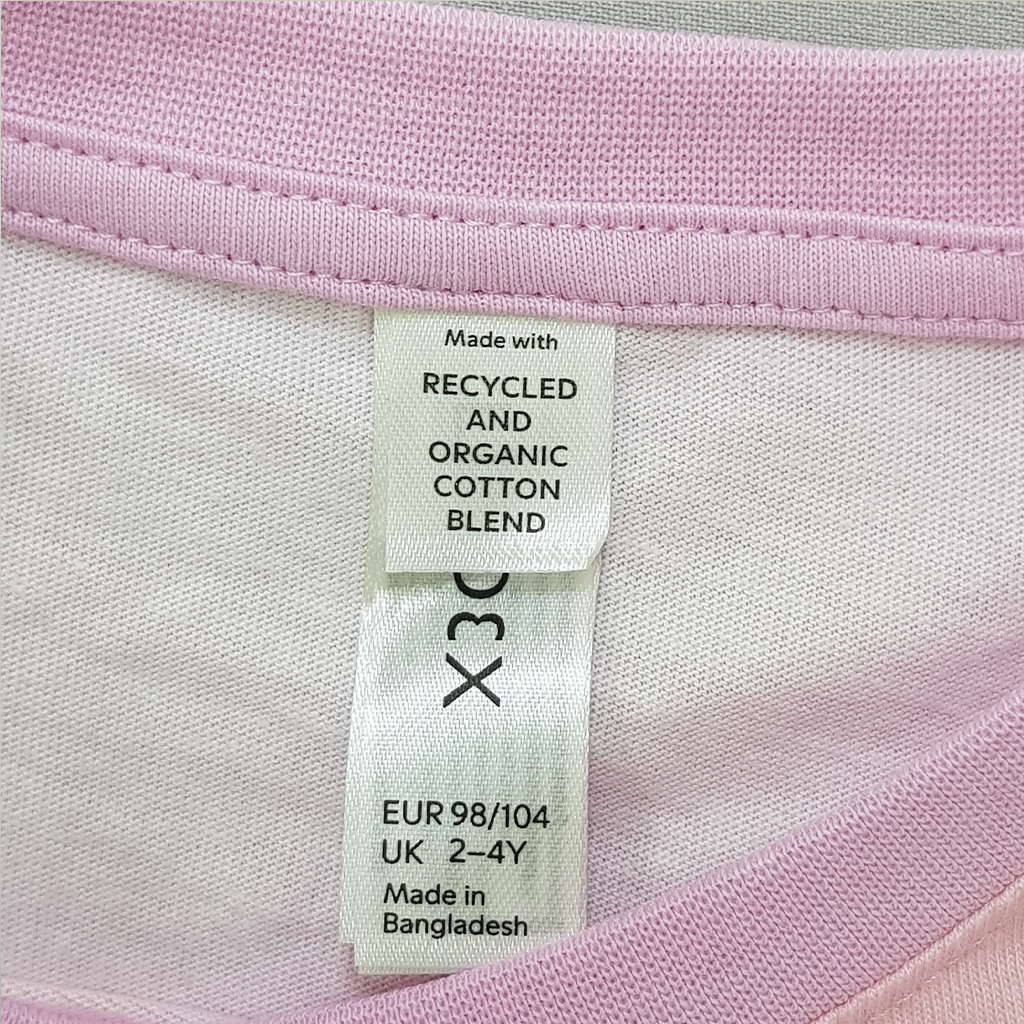 Made with
RECYCLED
AND
ORGANIC
COTTON
BLEND
EUR 98/104
UK 2–4Y
Made in
Bangladesh